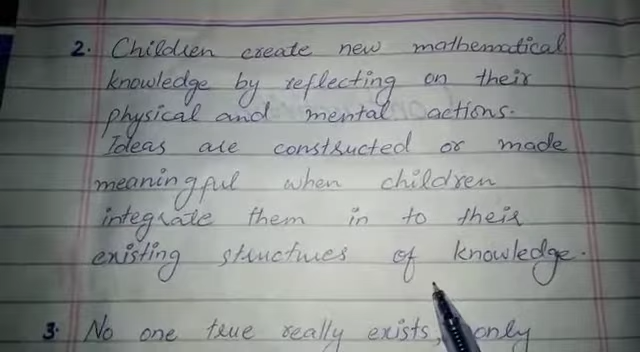 2. Children create new mathematical
knowledge by reflecting on their
physical and mental actions.
Ideas are constructed or made
meaningful when children
integrate them in to their
existing structures of knowledge.
3. No one true really exists, only